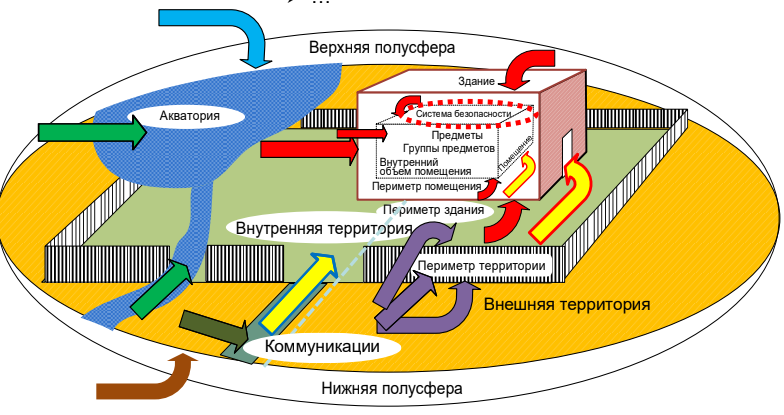 ...
Верхняя полусфера
Здание
Акватория
Система безопасности
Предметы
Группы предметов
Внутренний
объем помещения
Помещение
Периметр помещения
Периметр здания
Внутренняя территория
Периметр территории
Внешняя территория
Коммуникации
Нижняя полусфера